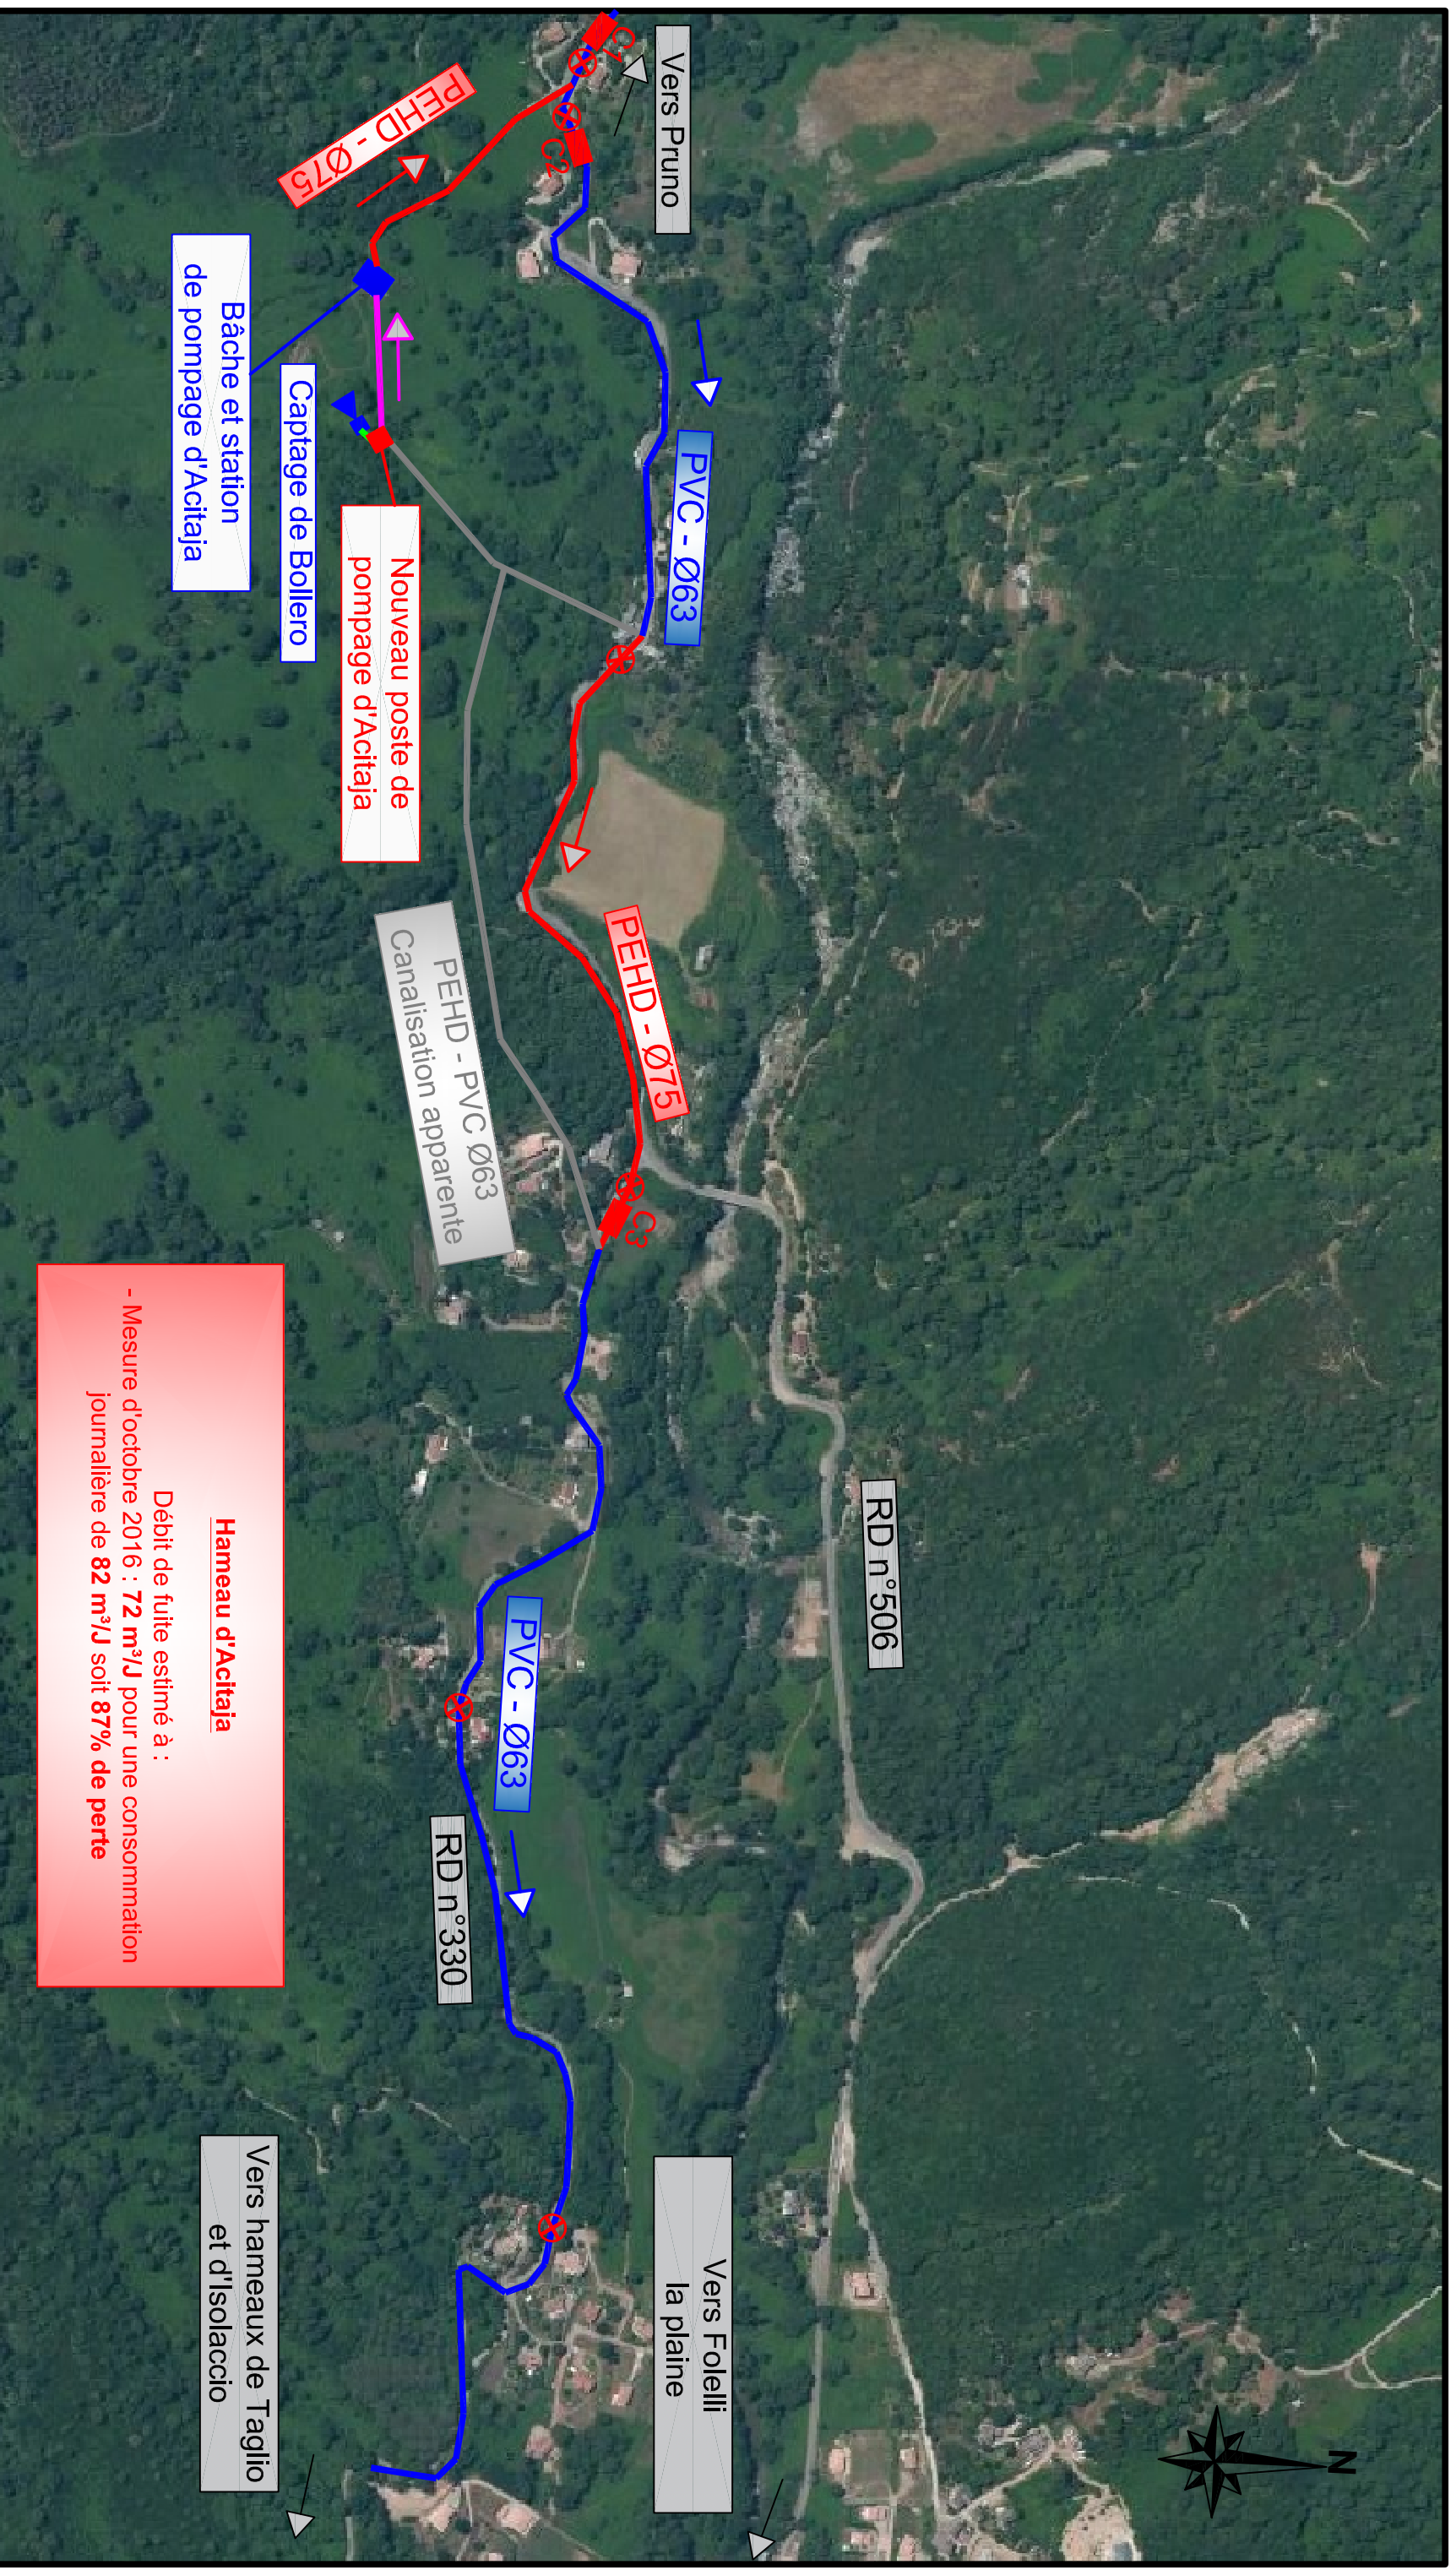 Vers Pruno
C1
C2
PEHD - Ø75
Bâche et station
de pompage d'Acitaja
Captage de Bollero
Nouveau poste de
pompage d'Acitaja
PVC - Ø63
PEHD - Ø75
PEHD - PVC Ø63
Canalisation apparente
C3
RD n°506
PVC - Ø63
RD n°330
Hameau d'Acitaja
Débit de fuite estimé à :
- Mesure d'octobre 2016 : 72 m³/J pour une consommation
journalière de 82 m³/J soit 87% de perte
Vers Folelli
la plaine
Vers hameaux de Taglio
et d'Isolaccio
N